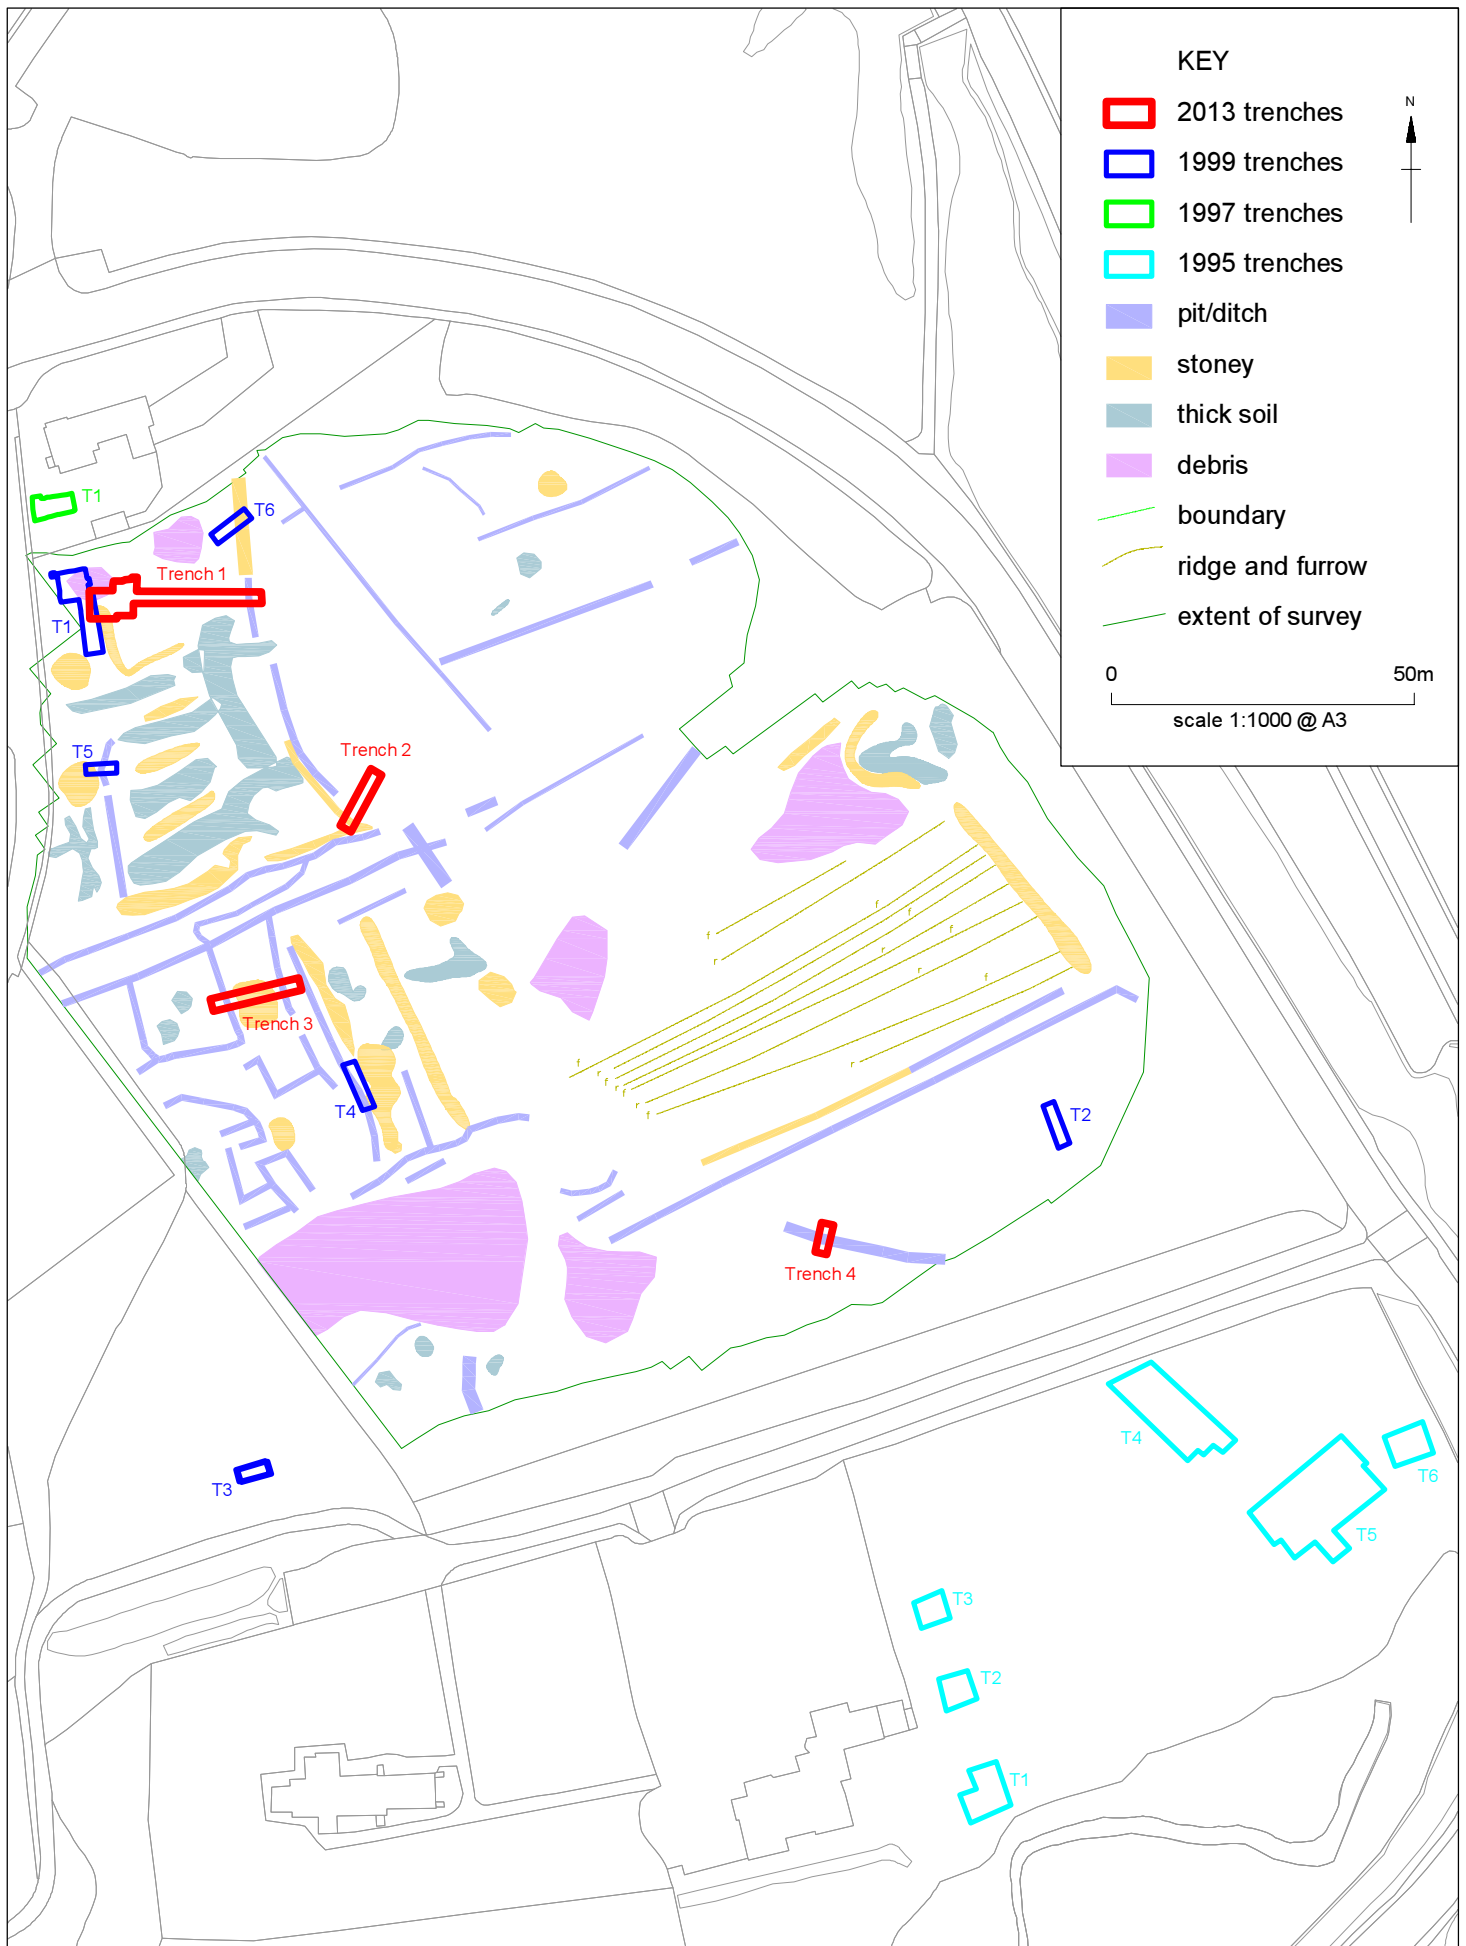 KEY
N
2013 trenches
1999 trenches
1997 trenches
1995 trenches
pit/ditch
stoney
thick soil
debris
boundary
ridge and furrow
extent of survey
0 50m
scale 1:1000 @ A3
T1
T6
Trench 1
T1
Trench 2
T5
f
f
f
r
f
r
r
f
Trench 3
f
r
f
r
f
r
f
r
T4
T2
Trench 4
T3
T4
T6
T5
T3
T2
T1